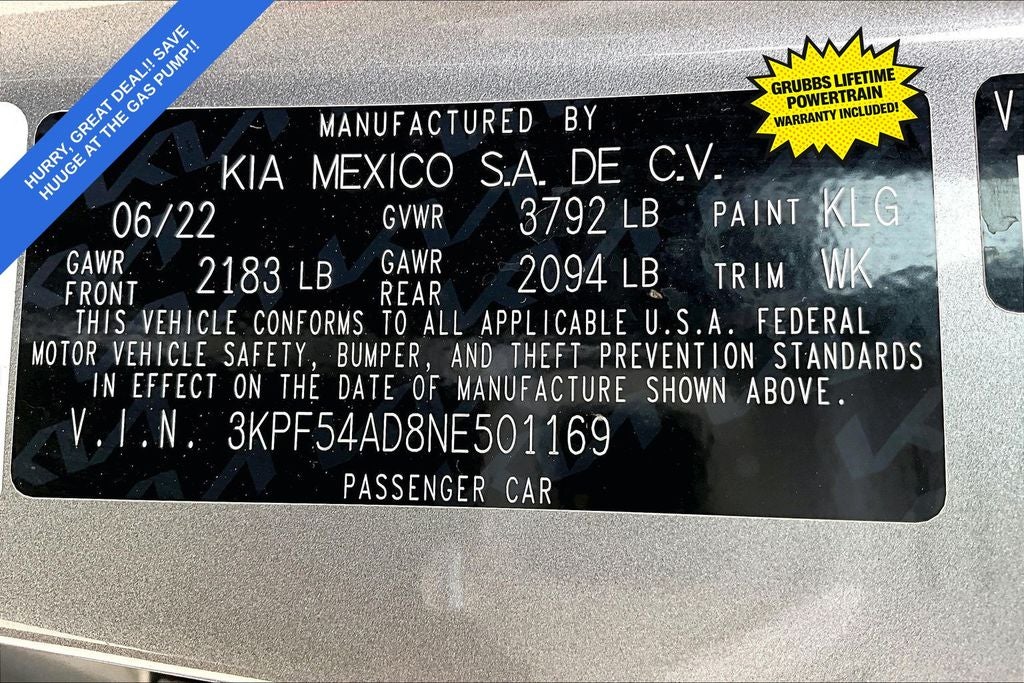 HURRY, GREAT DEAL!! SAVE
HUUGE AT THE GAS PUMP!!
GRUBBS LIFETIME
POWERTRAIN
WARRANTY INCLUDED!
MANUFACTURED BY
KIA MEXICO S.A. DE C.V.
06/22 GVWR 3792 LB PAINT KLG
GAWR FRONT 2183 LB GAWR REAR 2094 LB TRIM WK
THIS VEHICLE CONFORMS TO ALL APPLICABLE U.S.A. FEDERAL
MOTOR VEHICLE SAFETY, BUMPER, AND THEFT PREVENTION STANDARDS
IN EFFECT ON THE DATE OF MANUFACTURE SHOWN ABOVE.
V.I.N. 3KPF54AD8NE501169
PASSENGER CAR